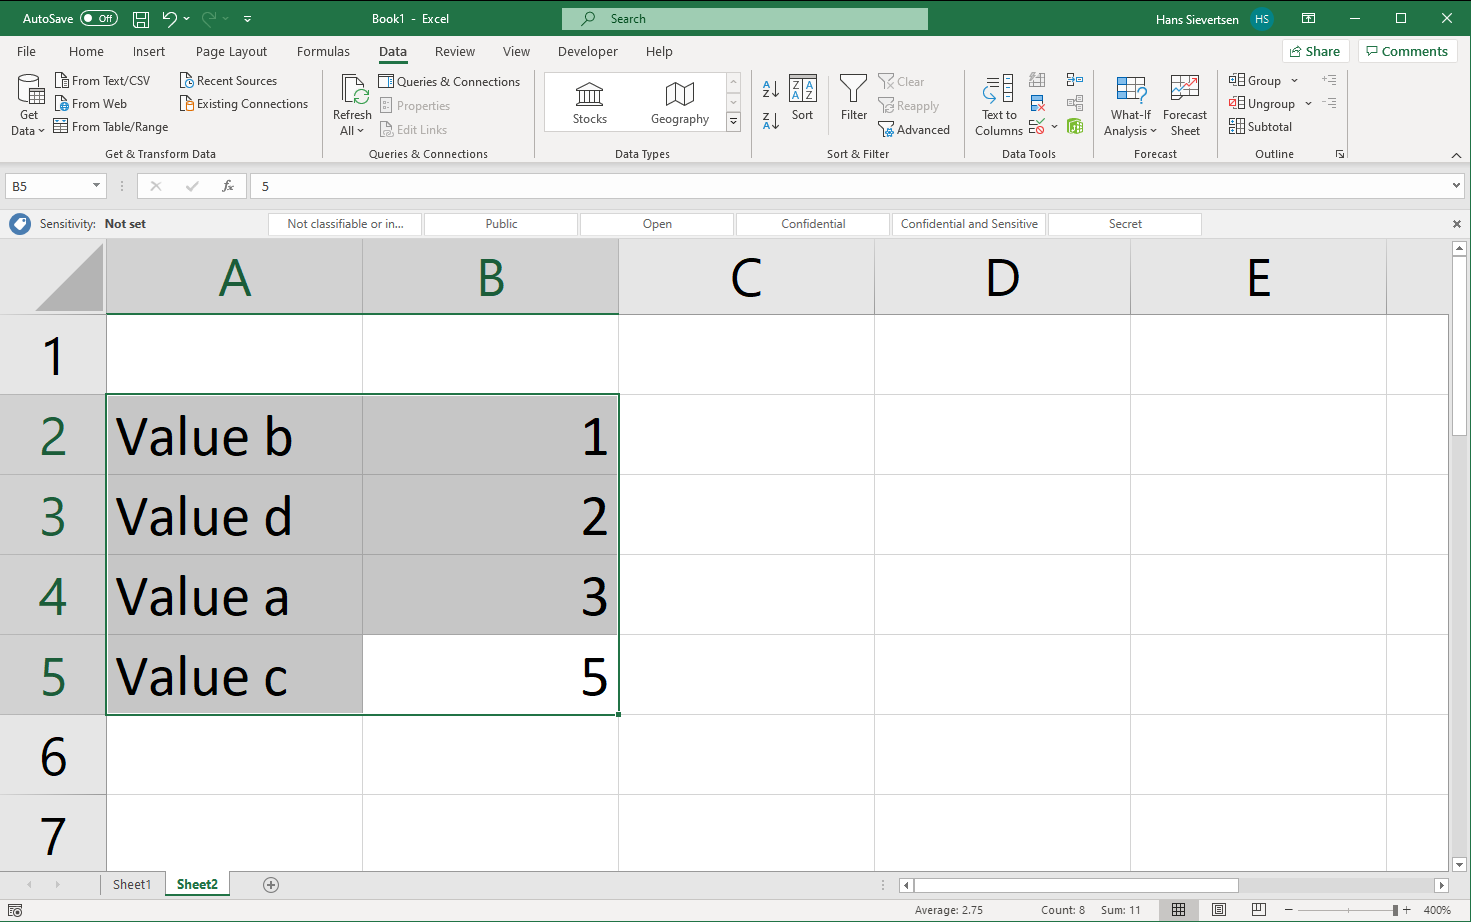 AutoSave Off Book1 - Excel Search Hans Sievertsen HS
File Home Insert Page Layout Formulas Data Review View Developer Help Share Comments
Get Data
From Text/CSV
From Web
From Table/Range
Recent Sources
Existing Connections
Get & Transform Data
Refresh All
Queries & Connections
Properties
Edit Links
Queries & Connections
Stocks
Geography
Data Types
Sort
Filter
Clear
Reapply
Advanced
Sort & Filter
Text to Columns
Data Tools
What-If Analysis
Forecast Sheet
Forecast
Group
Ungroup
Subtotal
Outline
B5 fx 5
Sensitivity: Not set Not classifiable or in... Public Open Confidential Confidential and Sensitive Secret
A B C D E
1
2 Value b 1
3 Value d 2
4 Value a 3
5 Value c 5
6
7
Sheet1 Sheet2
Average: 2.75 Count: 8 Sum: 11 400%